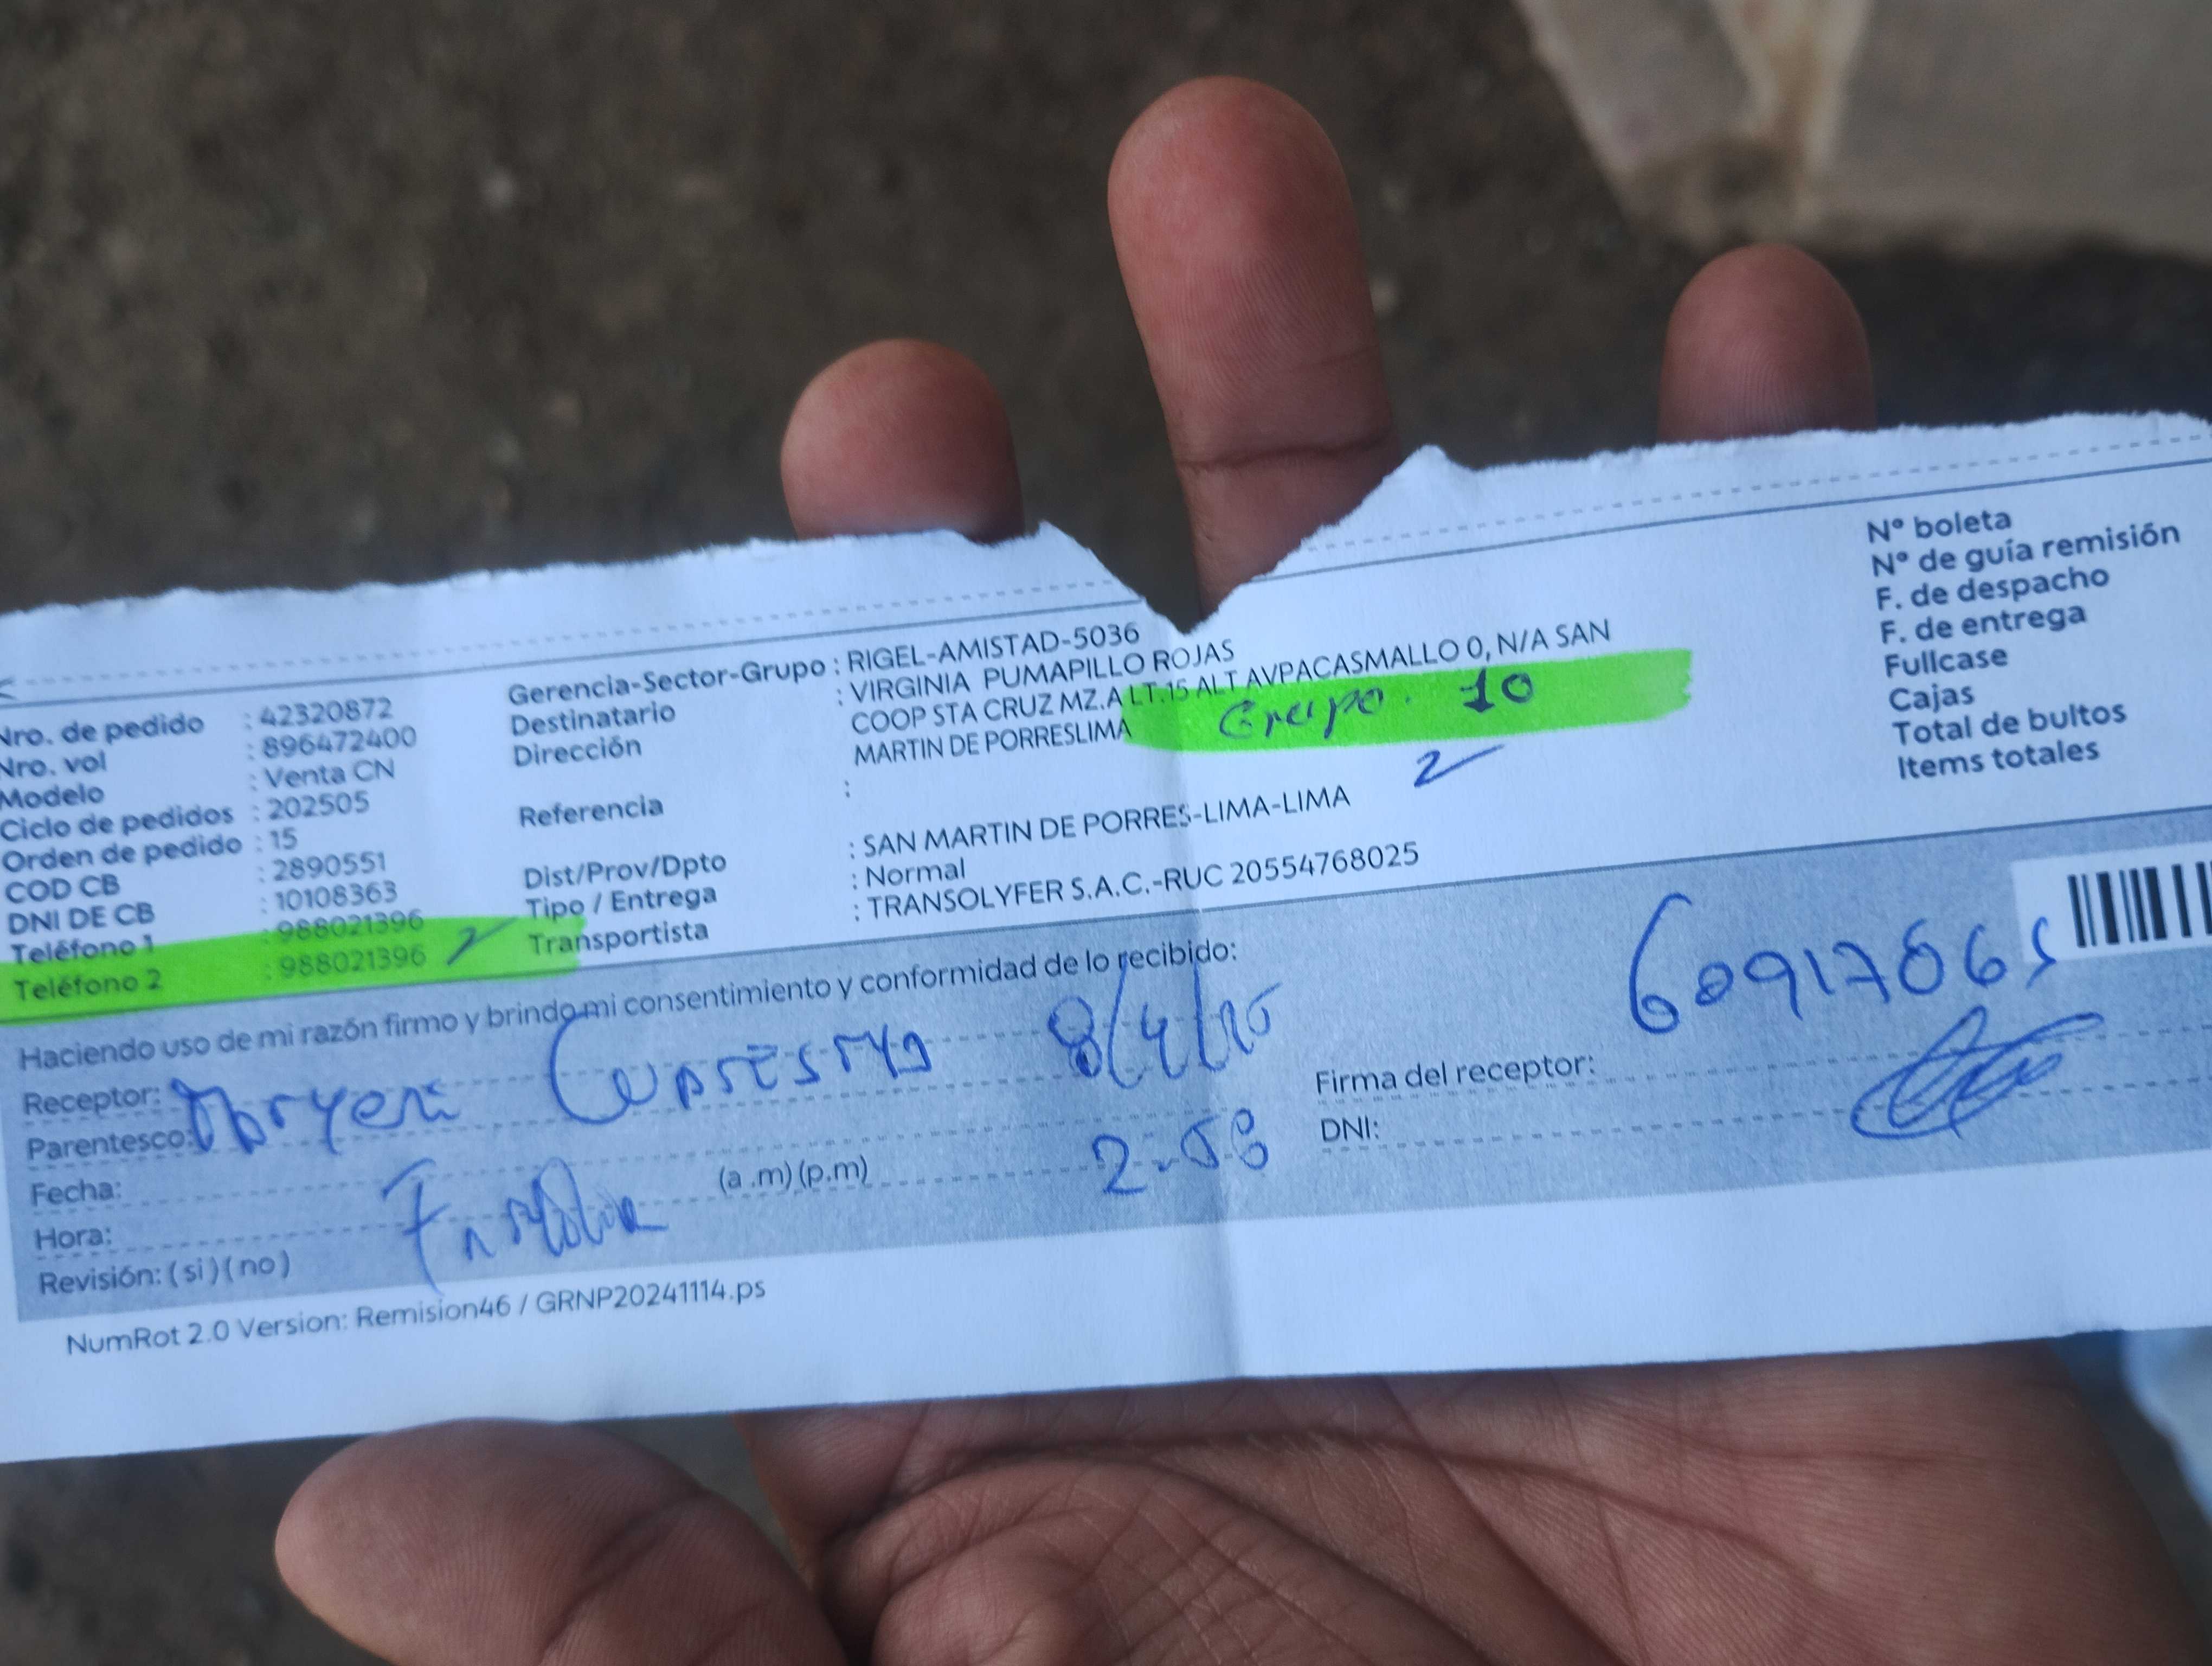 Nro. de pedido : 42320872
Nro. vol : 896472400
Modelo : Venta CN
Ciclo de pedidos : 202505
Orden de pedido : 15
COD CB : 2890551
DNI DE CB : 10108363
Teléfono 1 : 988021396
Teléfono 2 : 988021396
Gerencia-Sector-Grupo : RIGEL-AMISTAD-5036
Destinatario : VIRGINIA PUMAPILLO ROJAS
Dirección COOP STA CRUZ MZ.A LT.15 ALT AVPACASMALLO 0, N/A SAN
MARTIN DE PORRESLIMA
Grupo. 10
2
Referencia :
Dist/Prov/Dpto : SAN MARTIN DE PORRES-LIMA-LIMA
Tipo / Entrega : Normal
Transportista : TRANSOLYFER S.A.C.-RUC 20554768025
N° boleta
N° de guía remisión
F. de despacho
F. de entrega
Fullcase
Cajas
Total de bultos
Items totales
Haciendo uso de mi razón firmo y brindo mi consentimiento y conformidad de lo recibido:
Receptor:
Parentesco:
Fecha:
Hora: (a .m) (p.m)
Revisión: (si) (no)
8/4/25
2:58
Firma del receptor:
DNI:
NumRot 2.0 Version: Remision46 / GRNP20241114.ps